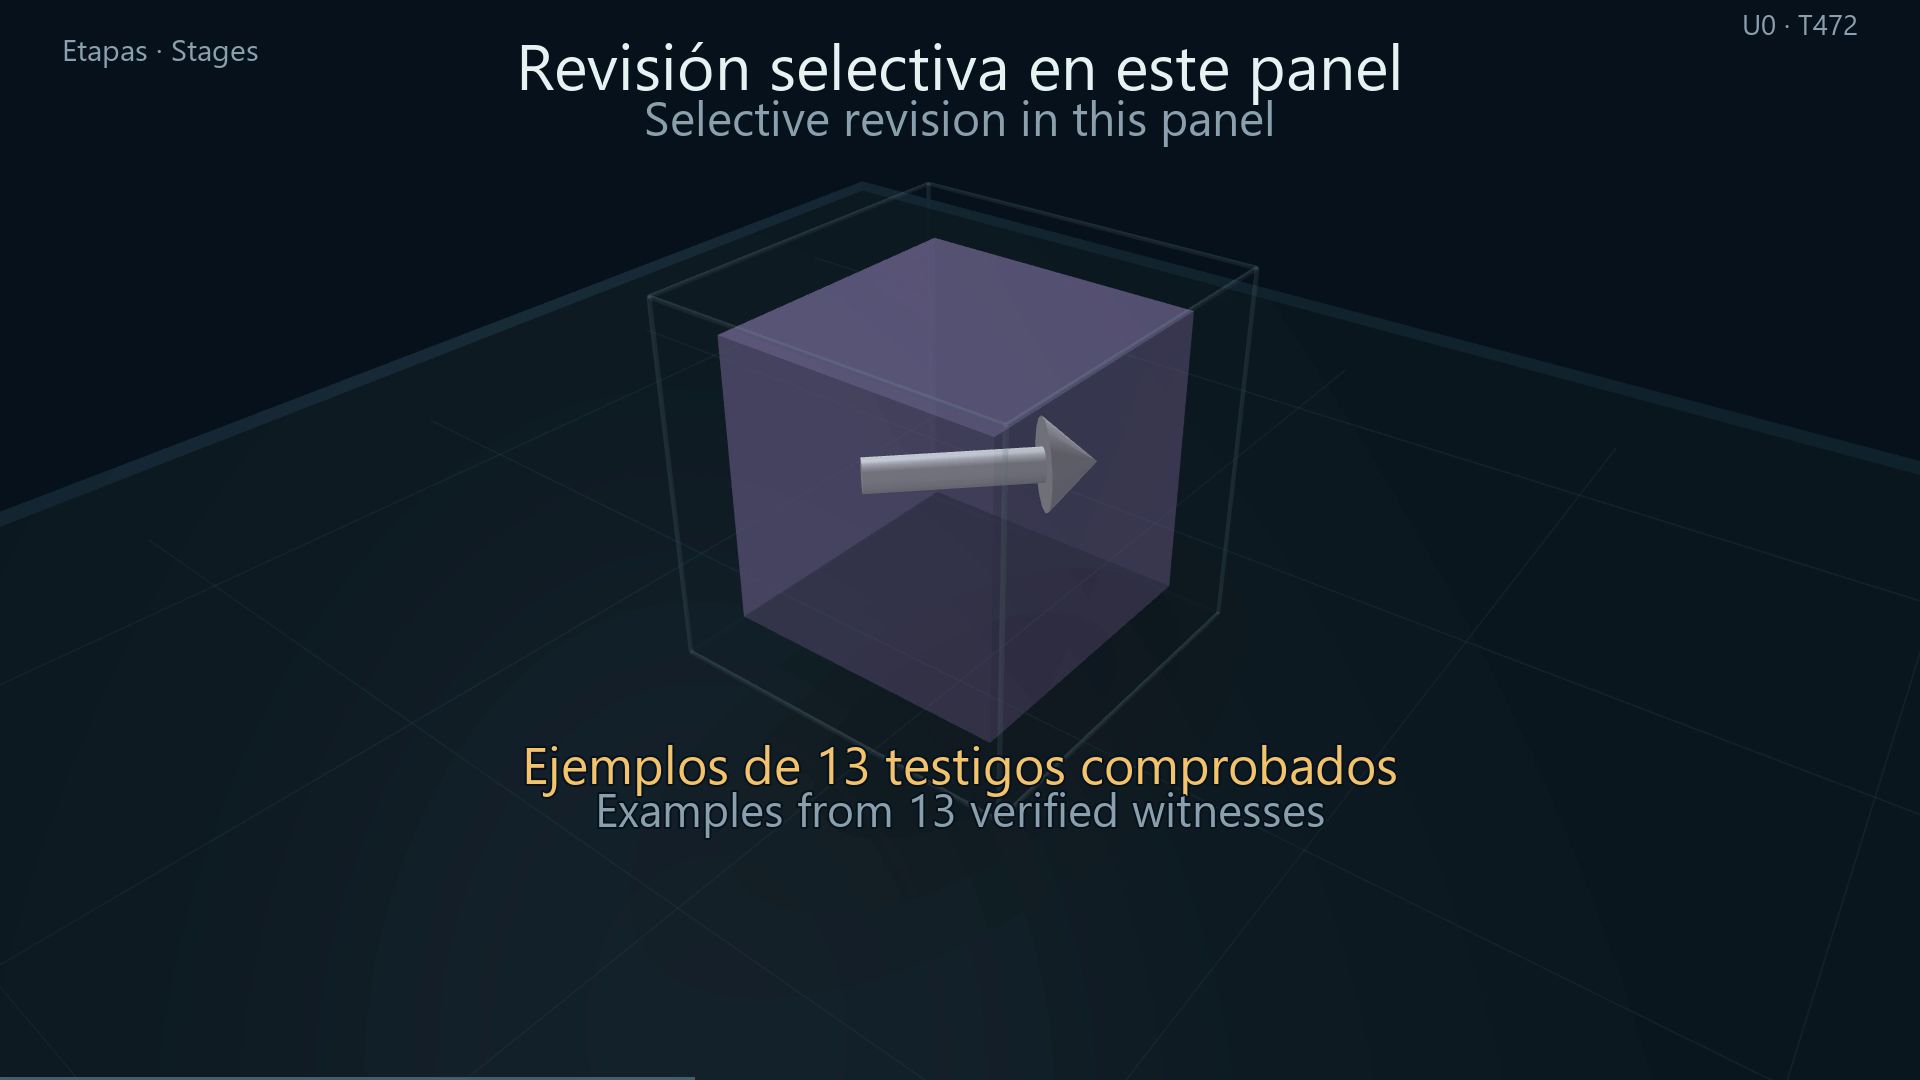 Etapas · Stages
U0 · T472
Revisión selectiva en este panel
Selective revision in this panel
Ejemplos de 13 testigos comprobados
Examples from 13 verified witnesses